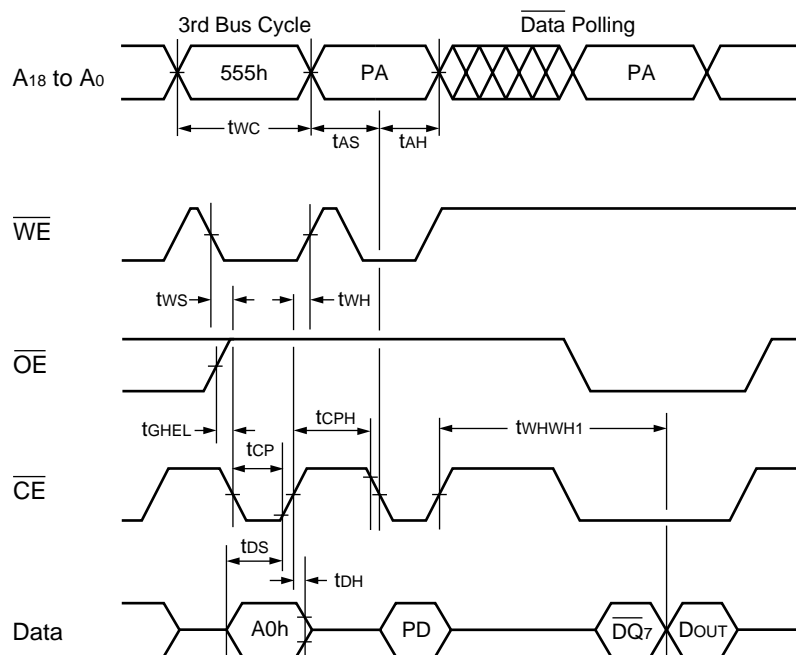 3rd Bus Cycle Data Polling
A18 to A0 555h PA PA
tWC tAS tAH
WE
tWS tWH
OE
tGHEL tCP tCPH tWHWH1
CE
tDS tDH
Data A0h PD DQ7 DOUT